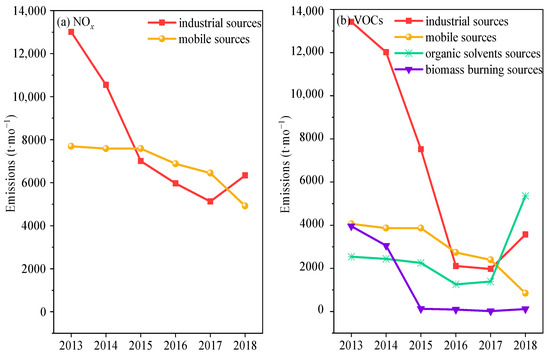 (a) NOx
industrial sources
mobile sources
Emissions (t·mo−1)
14,000
12,000
10,000
8000
6000
4000
2000
0
2013 2014 2015 2016 2017 2018
(b) VOCs
industrial sources
mobile sources
organic solvents sources
biomass burning sources
Emissions (t·mo−1)
14,000
12,000
10,000
8000
6000
4000
2000
0
2013 2014 2015 2016 2017 2018